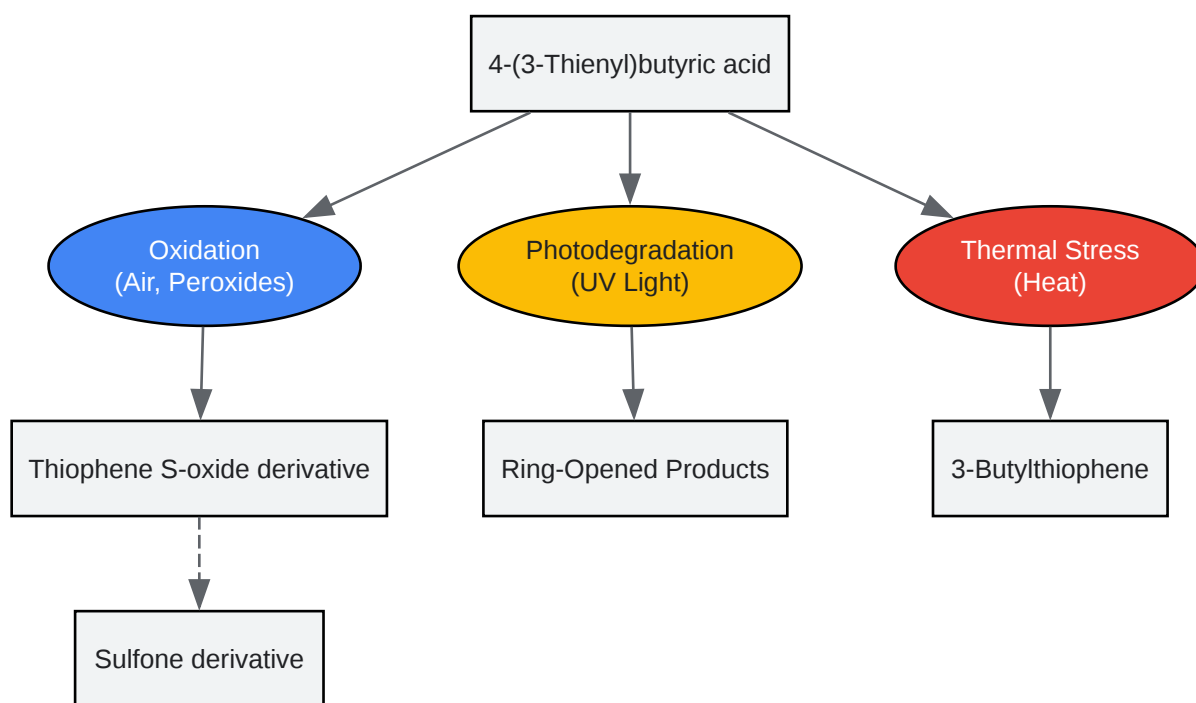 4-(3-Thienyl)butyric acid
Oxidation
(Air, Peroxides)
Photodegradation
(UV Light)
Thermal Stress
(Heat)
Thiophene S-oxide derivative
Ring-Opened Products
3-Butylthiophene
Sulfone derivative